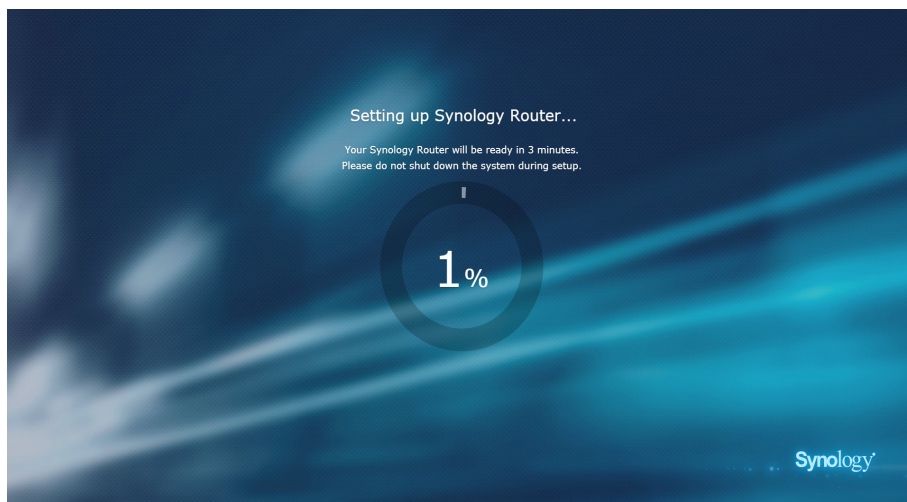 Setting up Synology Router...
Your Synology Router will be ready in 3 minutes.
Please do not shut down the system during setup.
1%
Synology